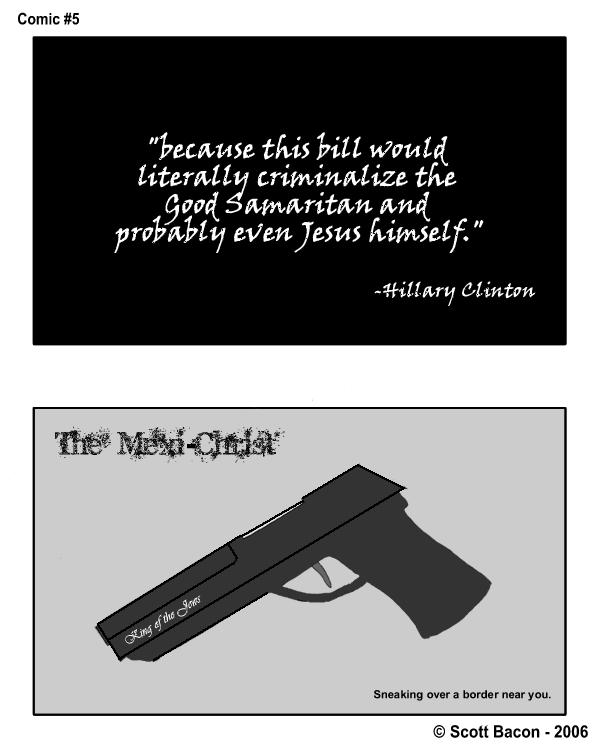 Comic #5
"because this bill would
literally criminalize the
Good Samaritan and
probably even Jesus himself."
-Hillary Clinton
The Mexi-Christ
King of the Jews
Sneaking over a border near you.
© Scott Bacon - 2006